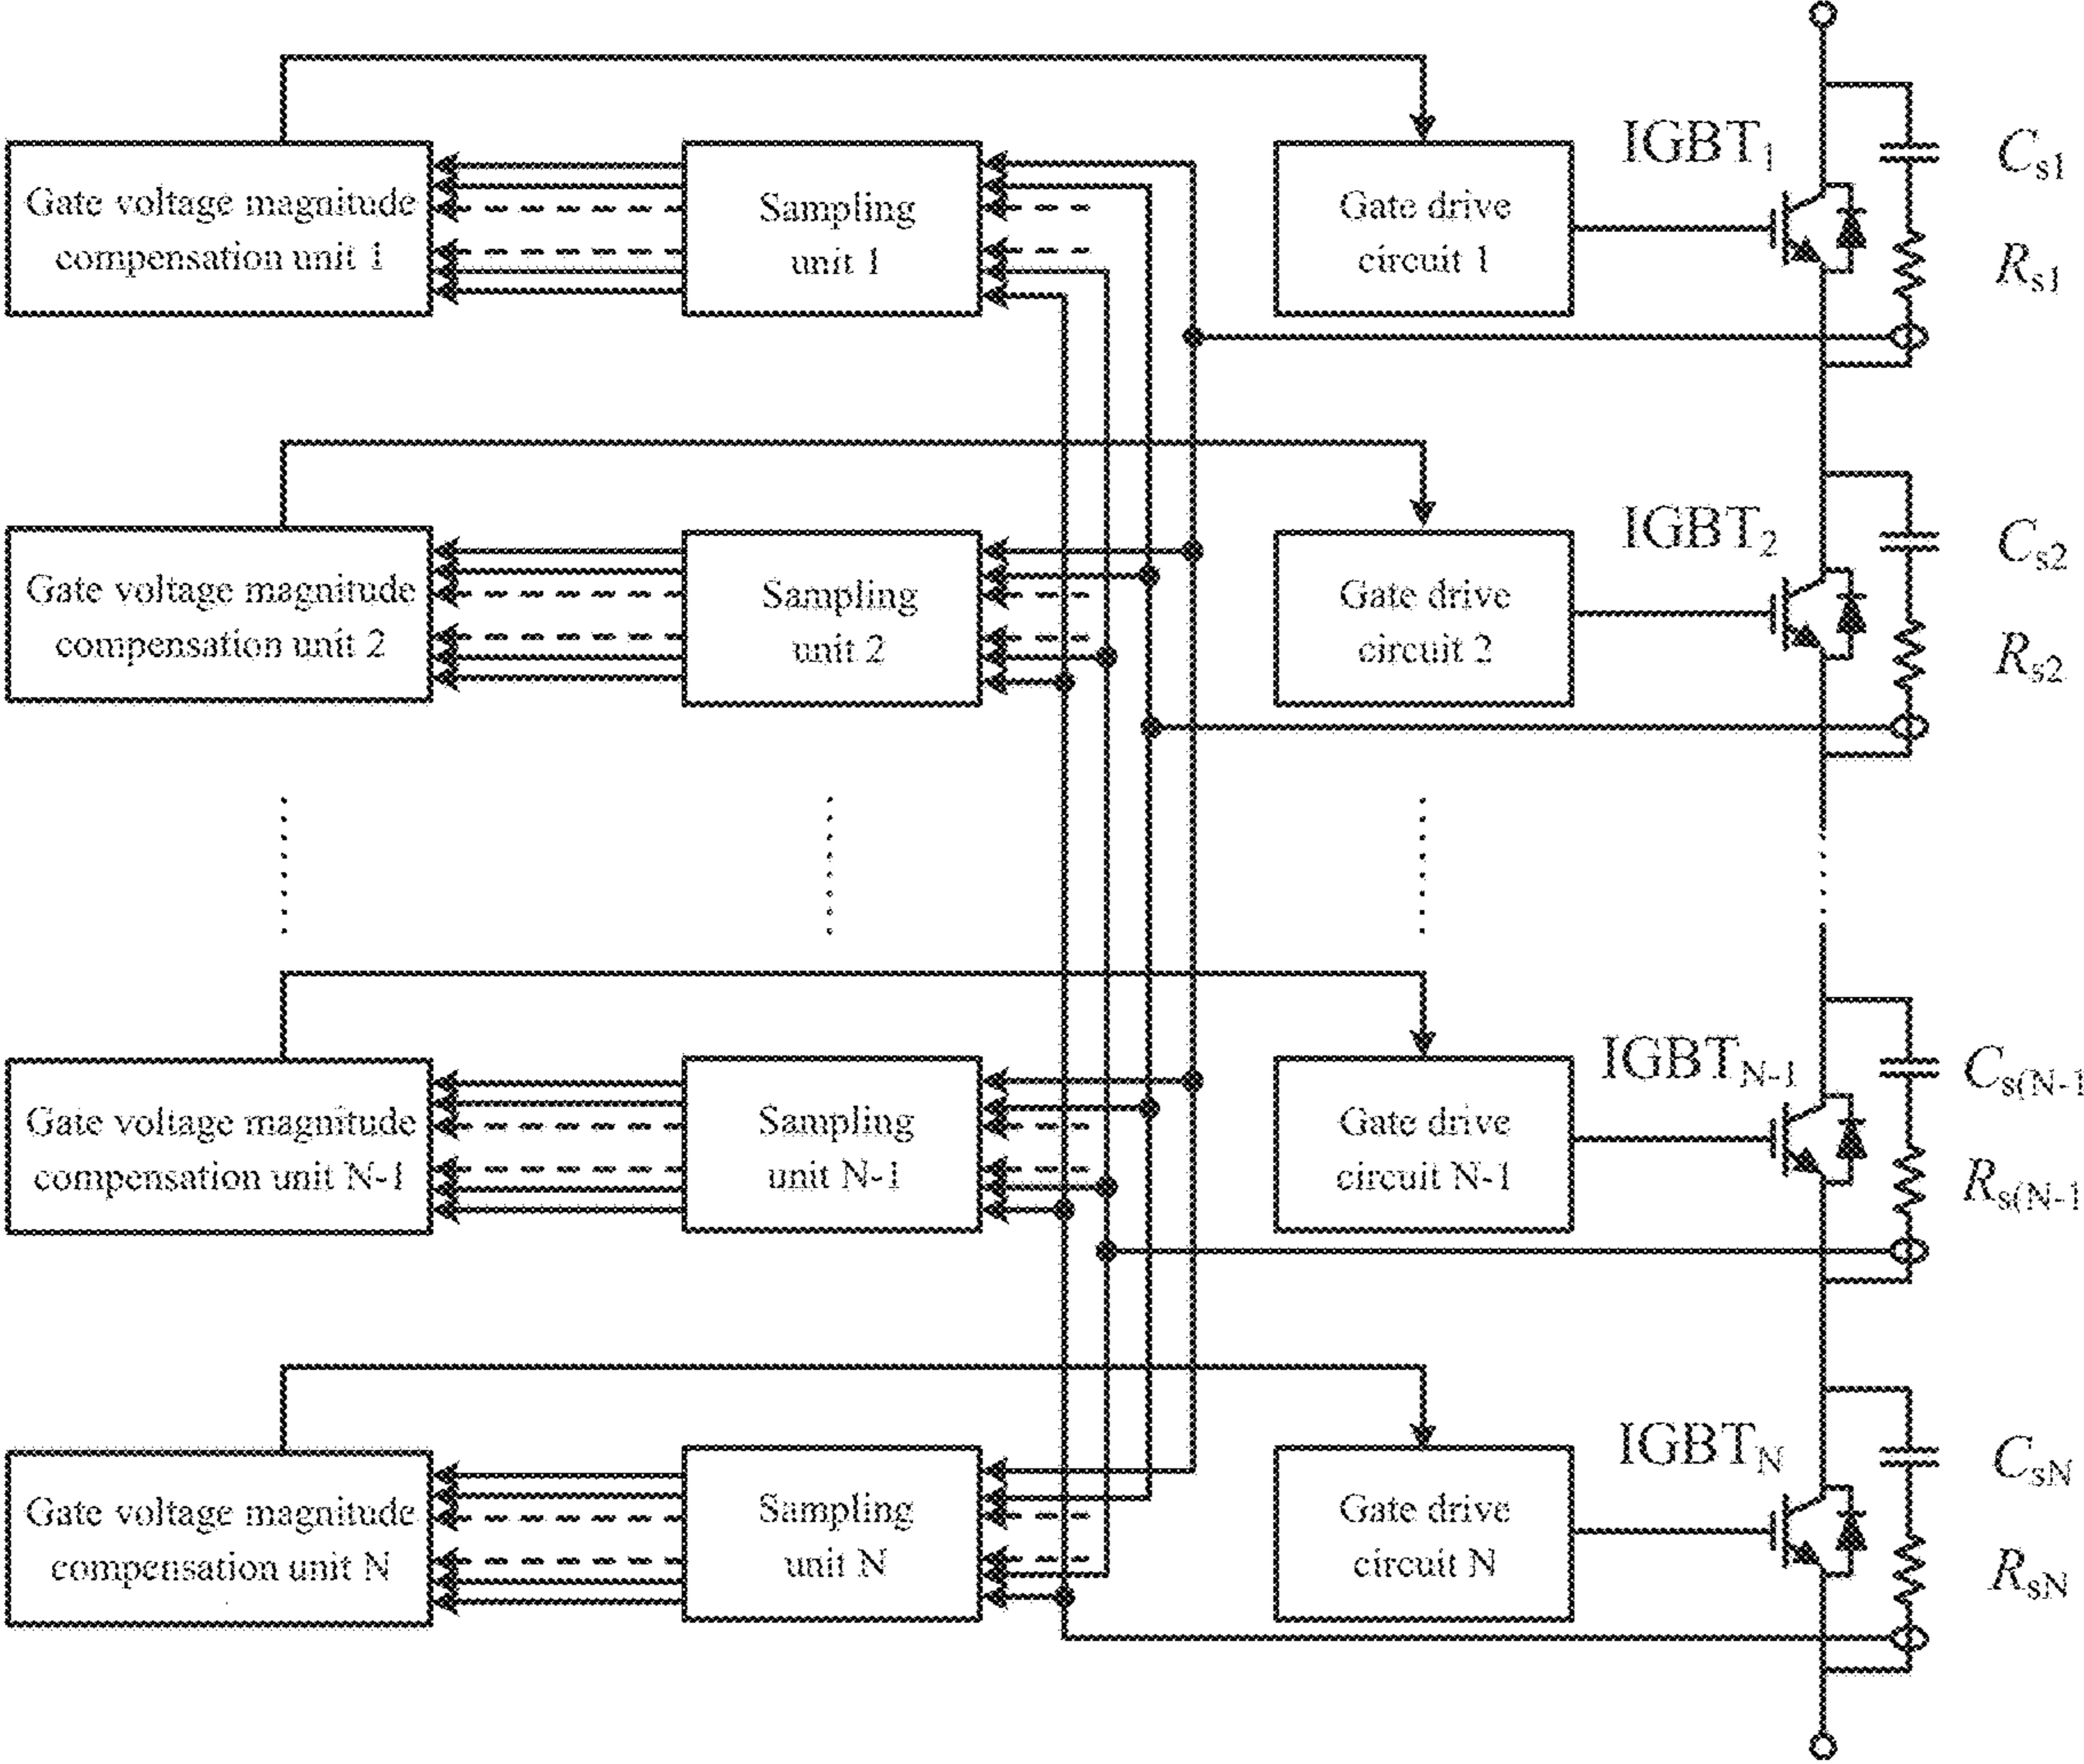 Gate voltage magnitude
compensation unit 1
Sampling
unit 1
Gate drive
circuit 1
IGBT1
Cs1
Rs1
Gate voltage magnitude
compensation unit 2
Sampling
unit 2
Gate drive
circuit 2
IGBT2
Cs2
Rs2
Gate voltage magnitude
compensation unit N-1
Sampling
unit N-1
Gate drive
circuit N-1
IGBTN-1
Cs(N-1
Rs(N-1
Gate voltage magnitude
compensation unit N
Sampling
unit N
Gate drive
circuit N
IGBTN
CsN
RsN